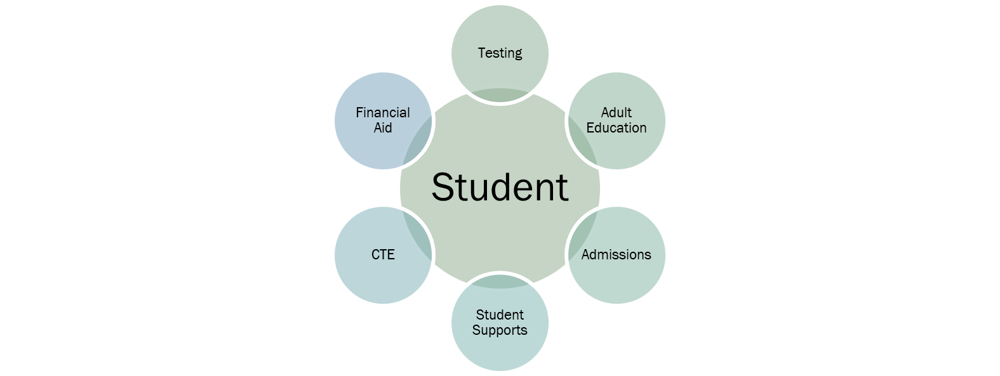 Testing
Financial
Aid
Adult
Education
Student
CTE
Admissions
Student
Supports